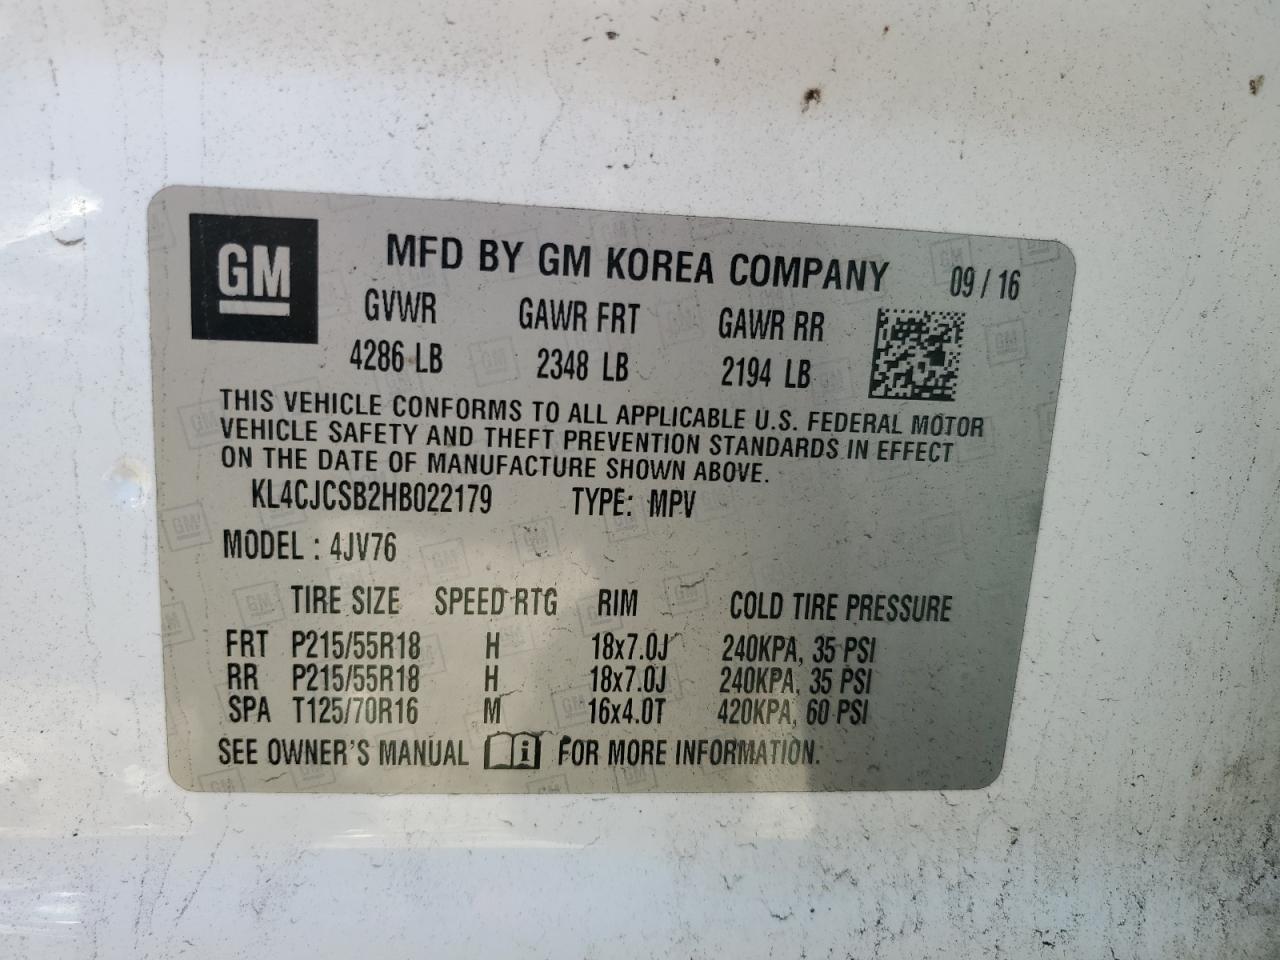 GM
MFD BY GM KOREA COMPANY 09 / 16
GVWR GAWR FRT GAWR RR
4286 LB 2348 LB 2194 LB
THIS VEHICLE CONFORMS TO ALL APPLICABLE U.S. FEDERAL MOTOR
VEHICLE SAFETY AND THEFT PREVENTION STANDARDS IN EFFECT
ON THE DATE OF MANUFACTURE SHOWN ABOVE.
KL4CJCSB2HB022179 TYPE: MPV
MODEL : 4JV76
TIRE SIZE SPEED RTG RIM COLD TIRE PRESSURE
FRT P215/55R18 H 18x7.0J 240KPA, 35 PSI
RR P215/55R18 H 18x7.0J 240KPA, 35 PSI
SPA T125/70R16 M 16x4.0T 420KPA, 60 PSI
SEE OWNER'S MANUAL i FOR MORE INFORMATION.